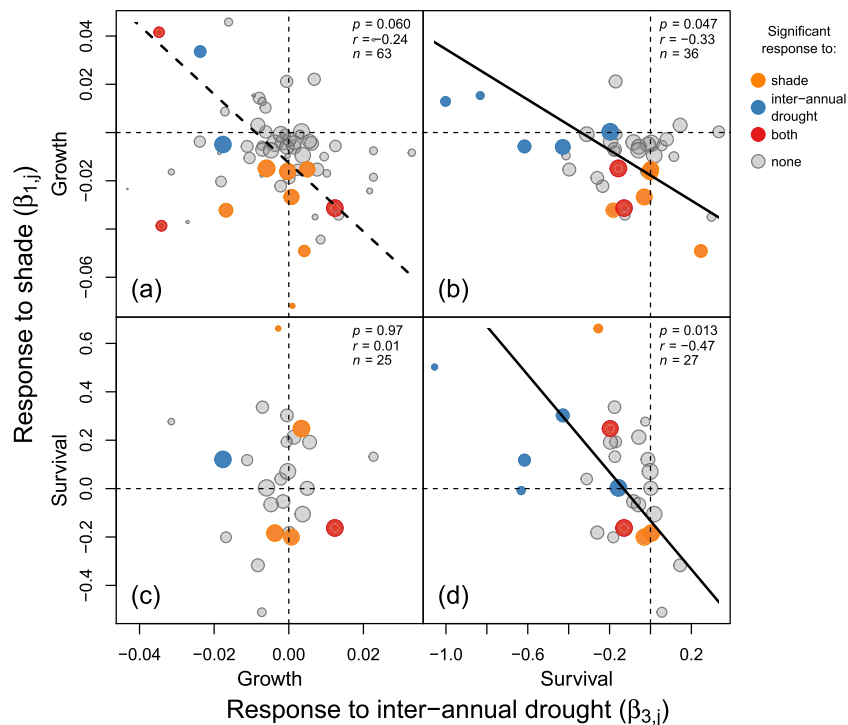 p = 0.060
r = −0.24
n = 63
p = 0.047
r = −0.33
n = 36
Significant
response to:
shade
inter−annual
drought
both
none
0.04
0.02
−0.02
−0.06
Growth
(a)
(b)
Response to shade (β1,j)
p = 0.97
r = 0.01
n = 25
p = 0.013
r = −0.47
n = 27
0.6
0.4
0.2
0.0
−0.2
−0.4
Survival
(c)
(d)
−0.04
−0.02
0.00
0.02
−1.0
−0.6
−0.2
0.2
Growth
Survival
Response to inter−annual drought (β3,j)